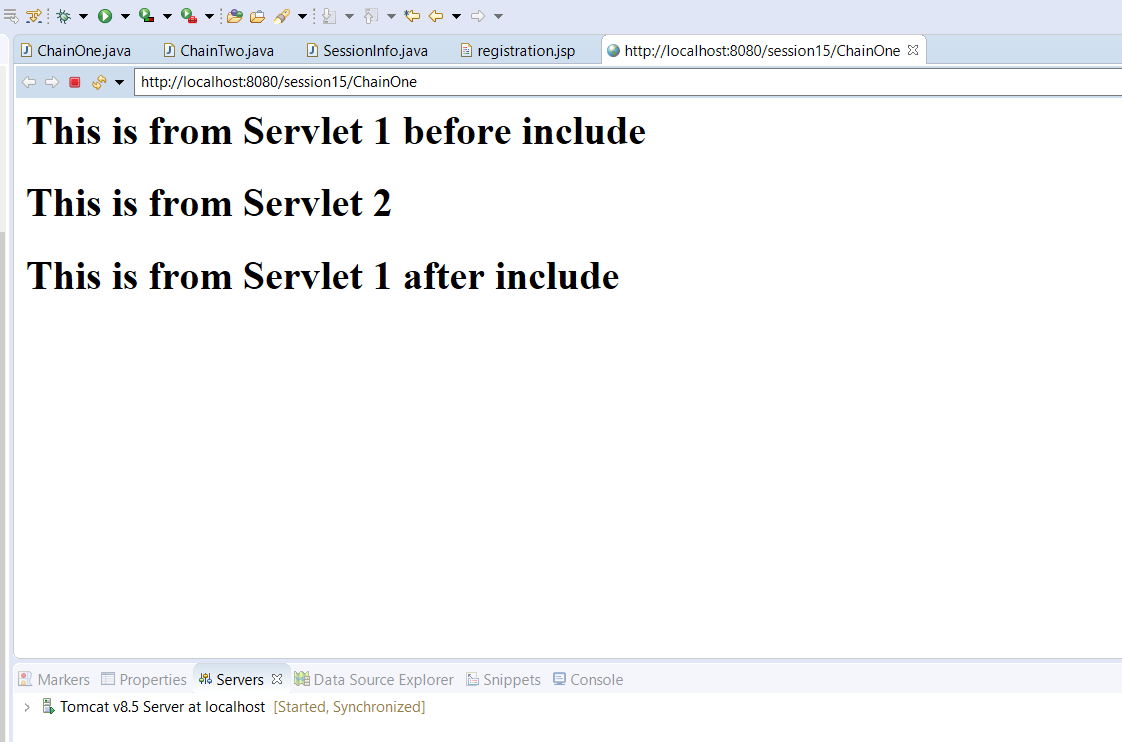 ChainOne.java ChainTwo.java SessionInfo.java registration.jsp http://localhost:8080/session15/ChainOne
http://localhost:8080/session15/ChainOne
This is from Servlet 1 before include
This is from Servlet 2
This is from Servlet 1 after include
Markers Properties Servers Data Source Explorer Snippets Console
Tomcat v8.5 Server at localhost [Started, Synchronized]